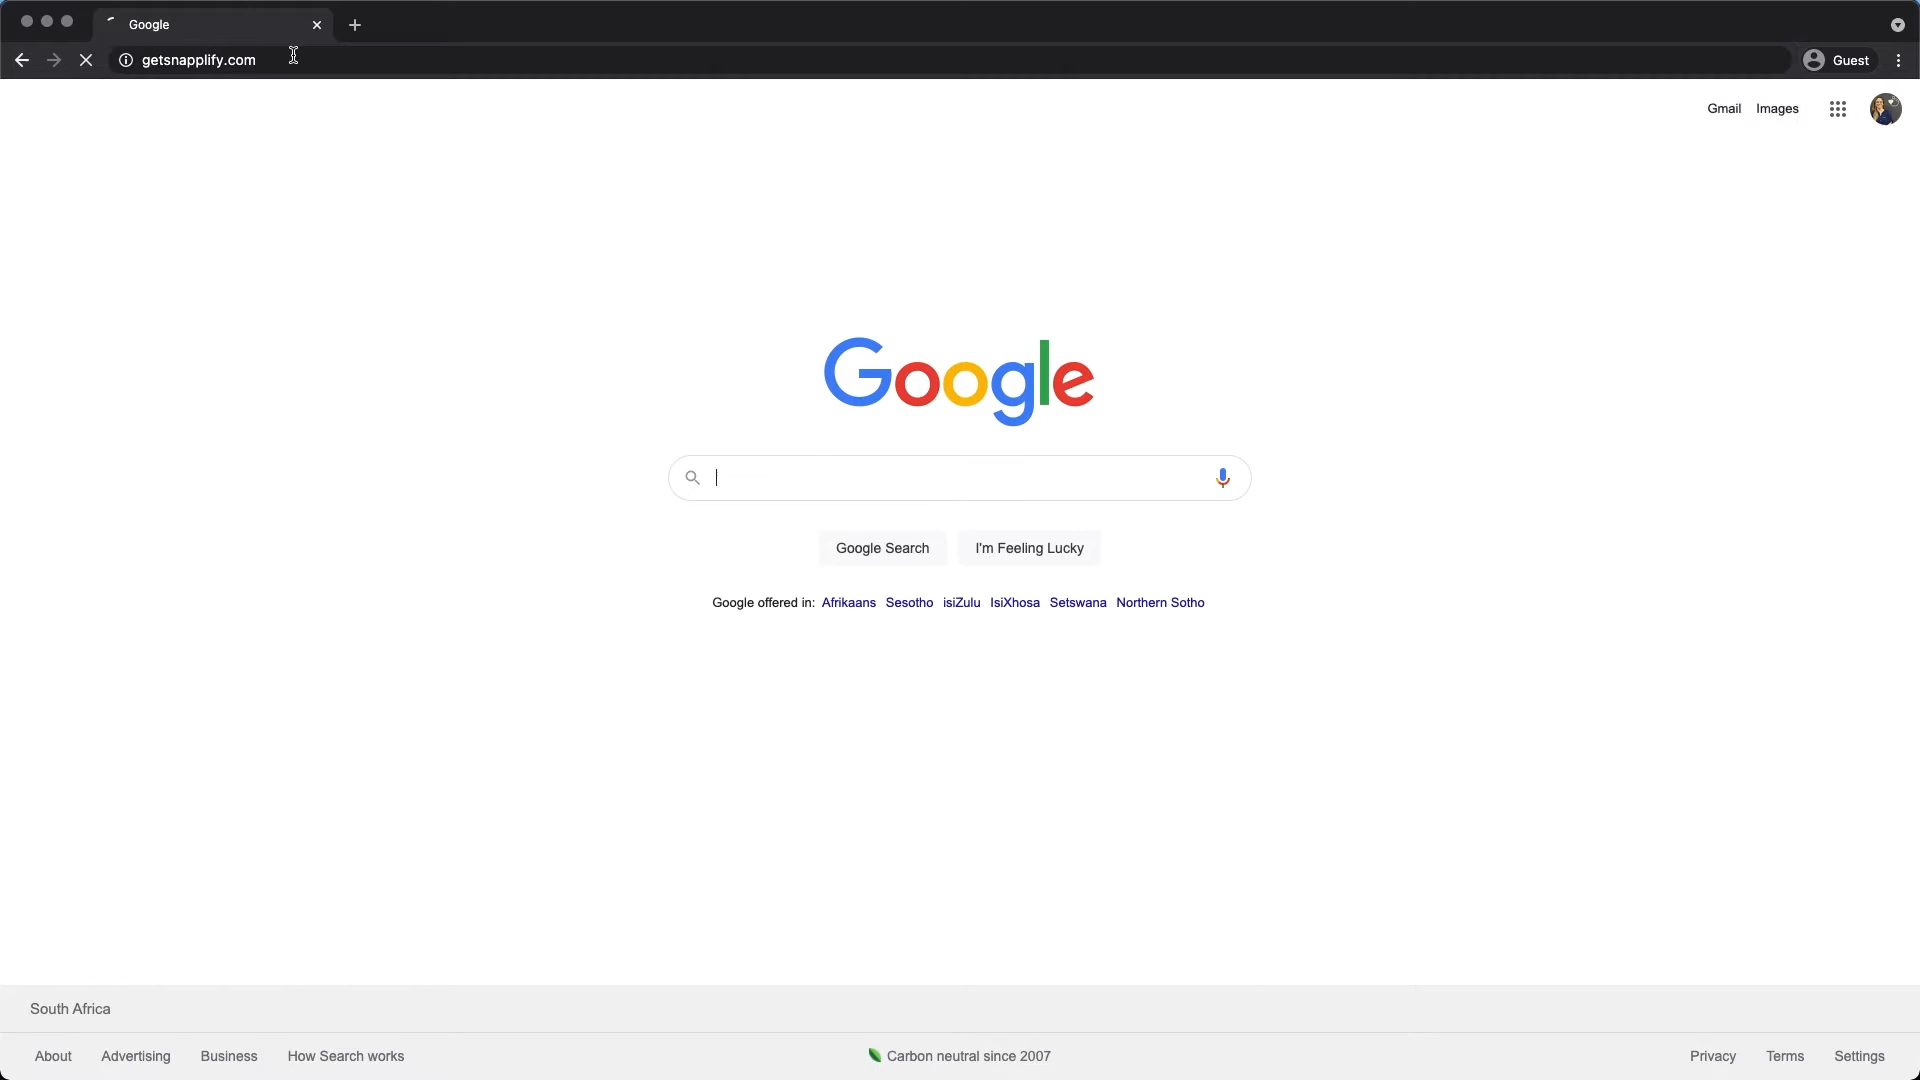 Google
getsnapplify.com
Guest
Gmail Images
Google
Google Search I'm Feeling Lucky
Google offered in: Afrikaans Sesotho isiZulu IsiXhosa Setswana Northern Sotho
South Africa
About Advertising Business How Search works Carbon neutral since 2007 Privacy Terms Settings